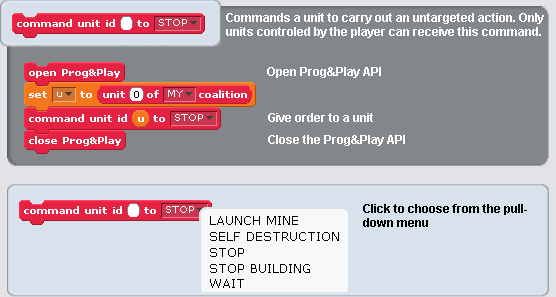 command unit id to STOP
Commands a unit to carry out an untargeted action. Only
units controled by the player can receive this command.
open Prog&Play
Open Prog&Play API
set u to unit 0 of MY coalition
command unit id u to STOP
Give order to a unit
close Prog&Play
Close the Prog&Play API
command unit id to STOP
Click to choose from the pull-
down menu
LAUNCH MINE
SELF DESTRUCTION
STOP
STOP BUILDING
WAIT